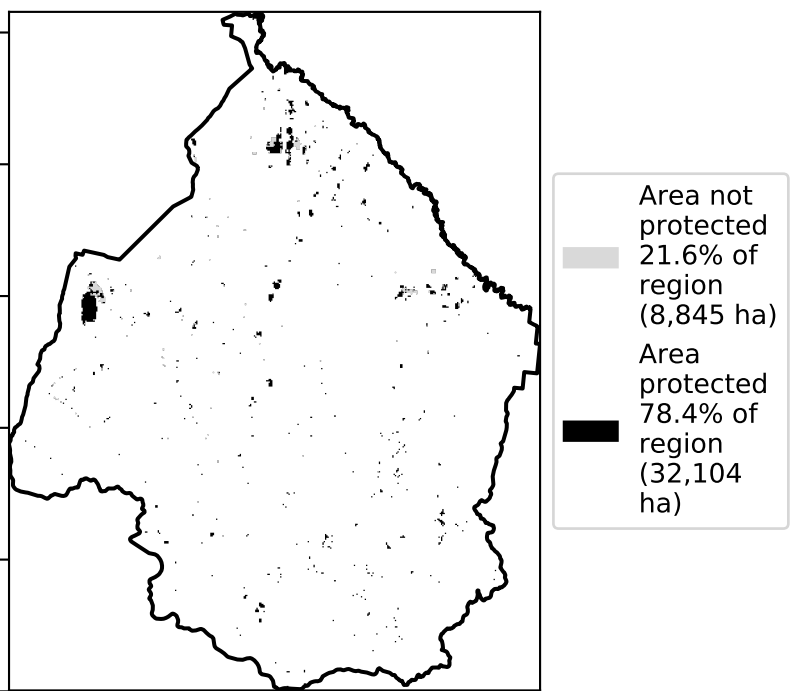 Area not
protected
21.6% of
region
(8,845 ha)
Area
protected
78.4% of
region
(32,104
ha)